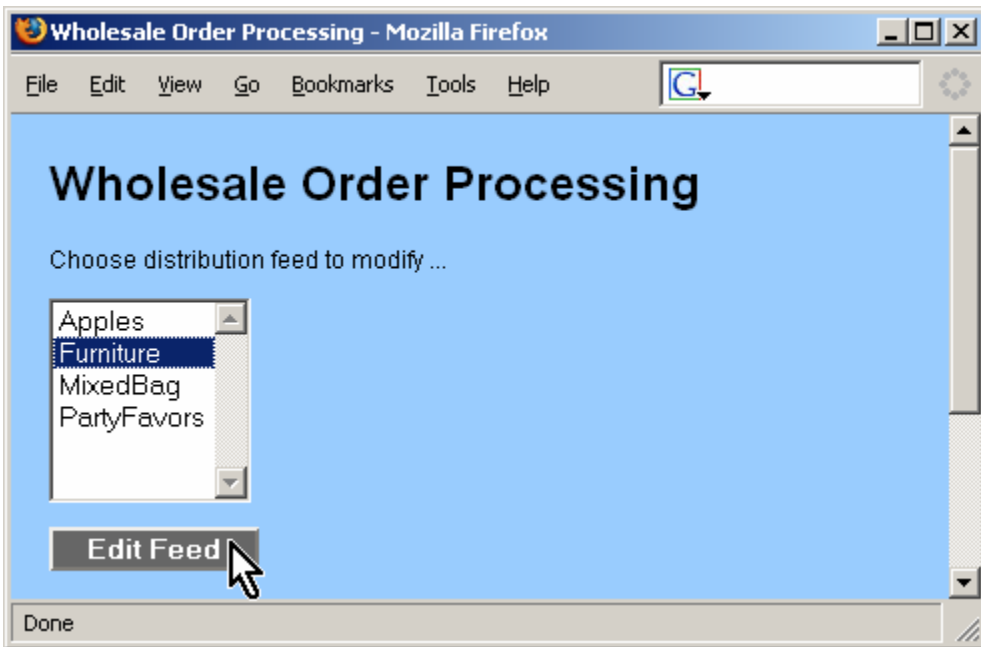 Wholesale Order Processing - Mozilla Firefox
File Edit View Go Bookmarks Tools Help
G
Wholesale Order Processing
Choose distribution feed to modify ...
Apples
Furniture
MixedBag
PartyFavors
Edit Feed
Done